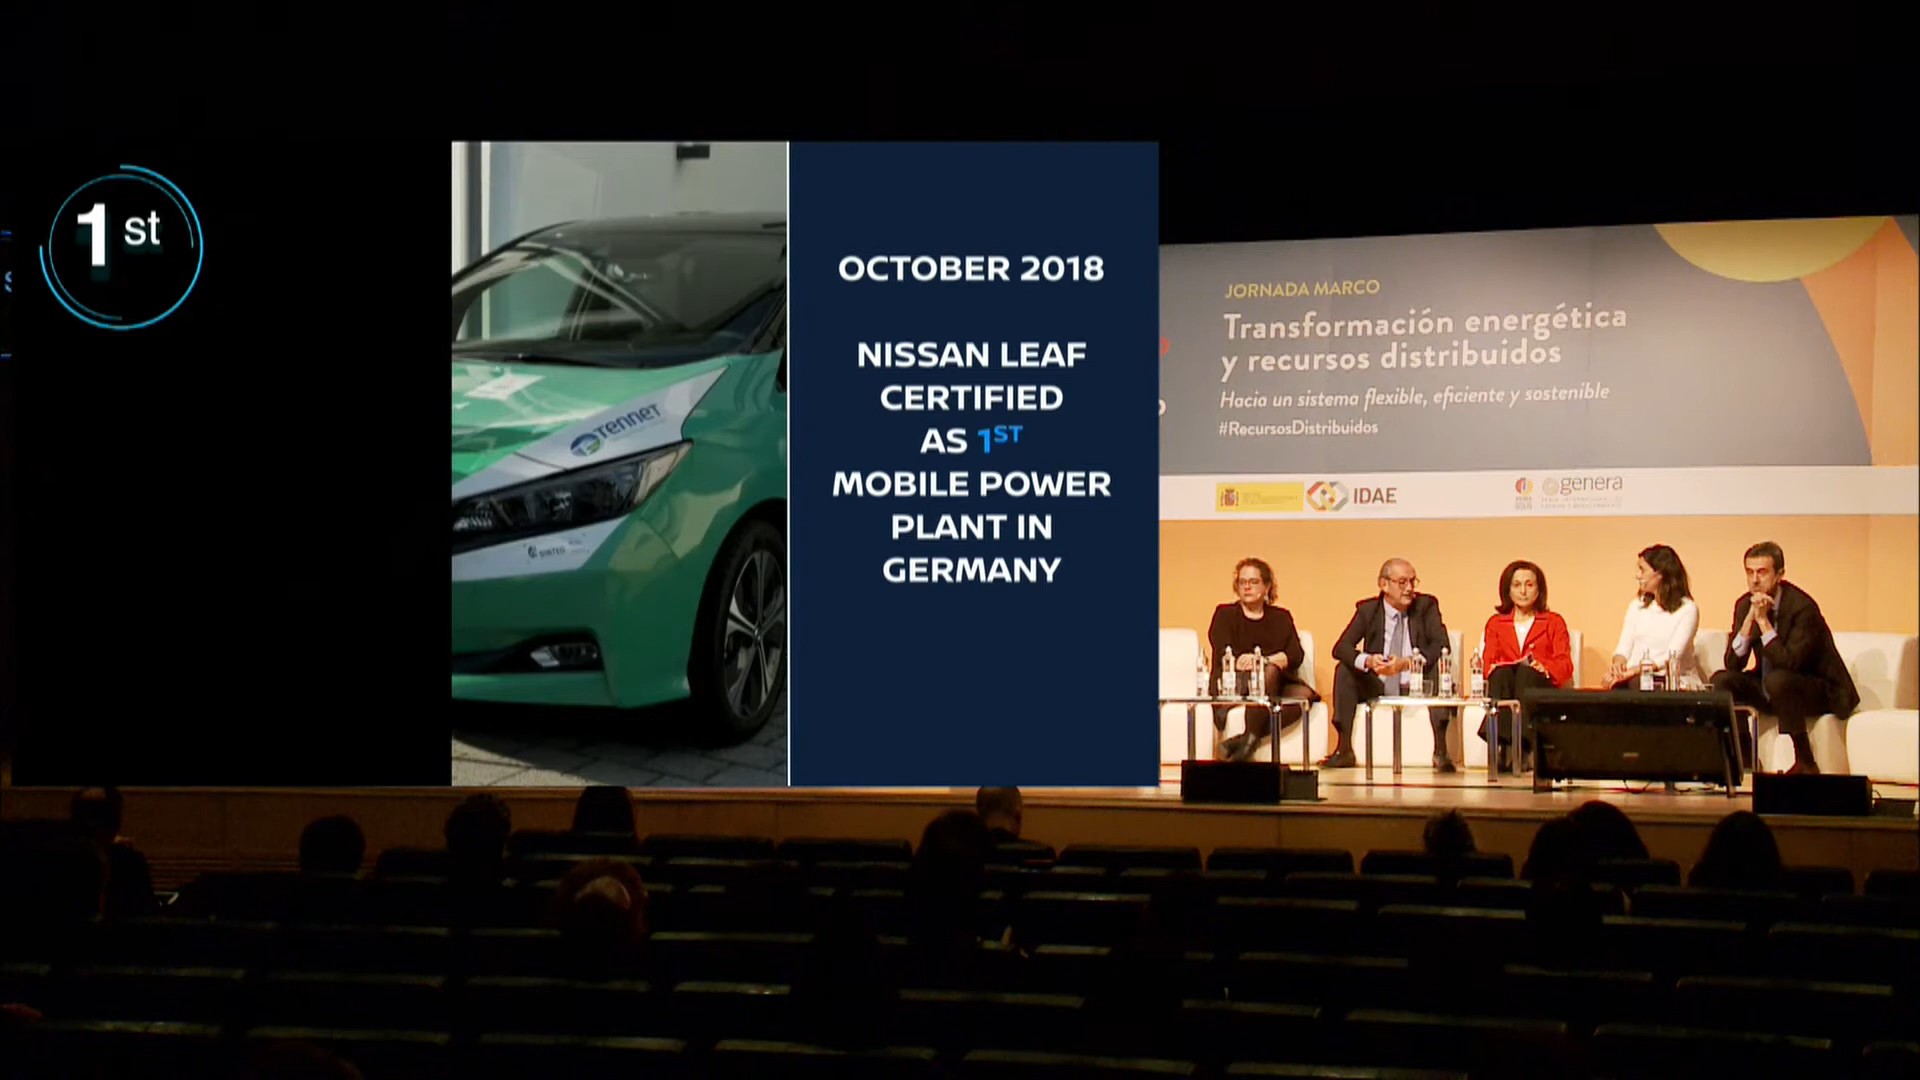 1st
TenneT
OCTOBER 2018
NISSAN LEAF
CERTIFIED
AS 1ST
MOBILE POWER
PLANT IN
GERMANY
JORNADA MARCO
Transformación energética
y recursos distribuidos
Hacia un sistema flexible, eficiente y sostenible
#RecursosDistribuidos
IDAE
genera